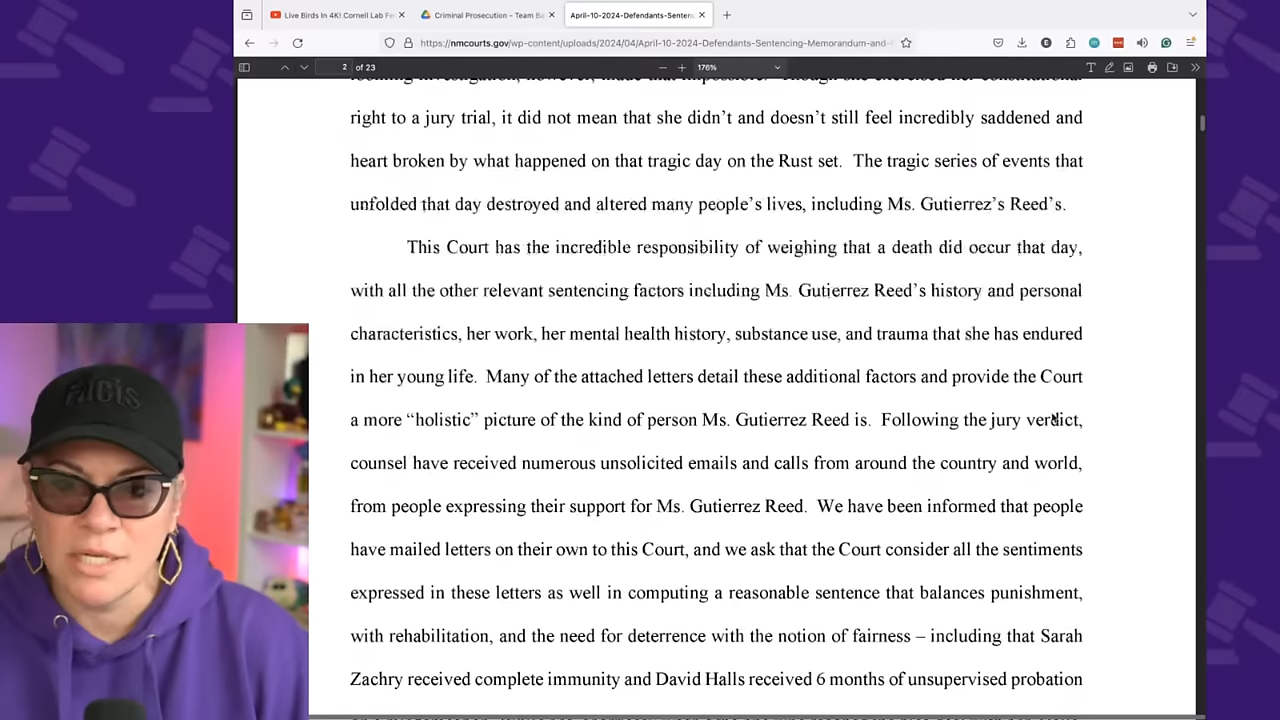 Live Birds In 4K! Cornell Lab Fe
Criminal Prosecution – Team Ba
April-10-2024-Defendants-Sentenc
https://nmcourts.gov/wp-content/uploads/2024/04/April-10-2024-Defendants-Sentencing-Memorandum-and-
2 of 23
176%
right to a jury trial, it did not mean that she didn’t and doesn’t still feel incredibly saddened and
heart broken by what happened on that tragic day on the Rust set. The tragic series of events that
unfolded that day destroyed and altered many people’s lives, including Ms. Gutierrez’s Reed’s.
This Court has the incredible responsibility of weighing that a death did occur that day,
with all the other relevant sentencing factors including Ms. Gutierrez Reed’s history and personal
characteristics, her work, her mental health history, substance use, and trauma that she has endured
in her young life. Many of the attached letters detail these additional factors and provide the Court
a more “holistic” picture of the kind of person Ms. Gutierrez Reed is. Following the jury verdict,
counsel have received numerous unsolicited emails and calls from around the country and world,
from people expressing their support for Ms. Gutierrez Reed. We have been informed that people
have mailed letters on their own to this Court, and we ask that the Court consider all the sentiments
expressed in these letters as well in computing a reasonable sentence that balances punishment,
with rehabilitation, and the need for deterrence with the notion of fairness – including that Sarah
Zachry received complete immunity and David Halls received 6 months of unsupervised probation
facts